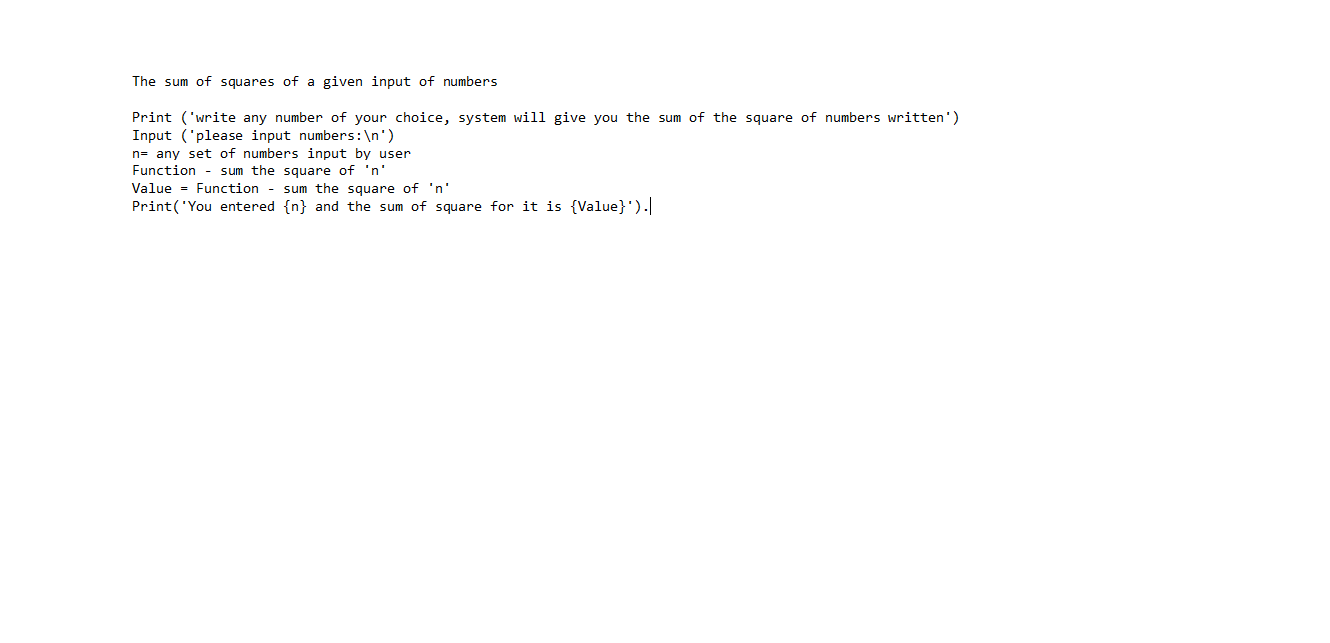 The sum of squares of a given input of numbers
Print ('write any number of your choice, system will give you the sum of the square of numbers written')
Input ('please input numbers:\n')
n= any set of numbers input by user
Function - sum the square of 'n'
Value = Function - sum the square of 'n'
Print('You entered {n} and the sum of square for it is {Value}').